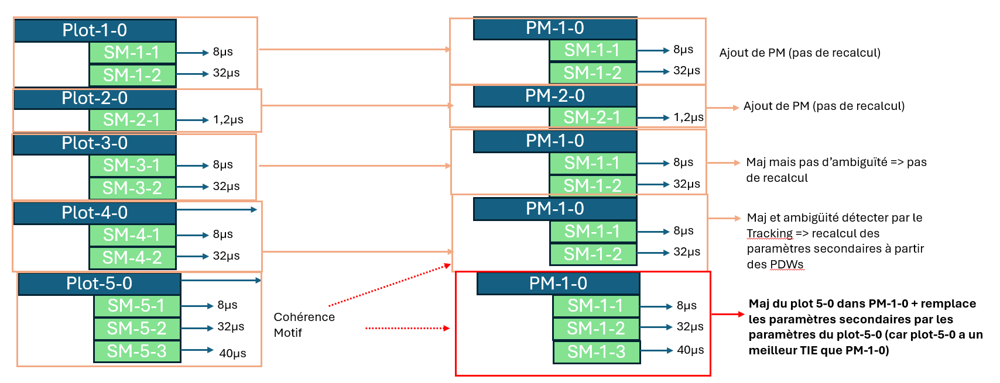 Plot-1-0
SM-1-1
8µs
SM-1-2
32µs
Plot-2-0
SM-2-1
1,2µs
Plot-3-0
SM-3-1
8µs
SM-3-2
32µs
Plot-4-0
SM-4-1
8µs
SM-4-2
32µs
Plot-5-0
SM-5-1
8µs
SM-5-2
32µs
SM-5-3
40µs
Cohérence
Motif
PM-1-0
SM-1-1
8µs
SM-1-2
32µs
PM-2-0
SM-2-1
1,2µs
PM-1-0
SM-1-1
8µs
SM-1-2
32µs
PM-1-0
SM-1-1
8µs
SM-1-2
32µs
PM-1-0
SM-1-1
8µs
SM-1-2
32µs
SM-1-3
40µs
Ajout de PM (pas de recalcul)
Ajout de PM (pas de recalcul)
Maj mais pas d’ambiguïté => pas
de recalcul
Maj et ambigüité détecter par le
Tracking => recalcul des
paramètres secondaires à partir
des PDWs
Maj du plot 5-0 dans PM-1-0 + remplace
les paramètres secondaires par les
paramètres du plot-5-0 (car plot-5-0 a un
meilleur TIE que PM-1-0)